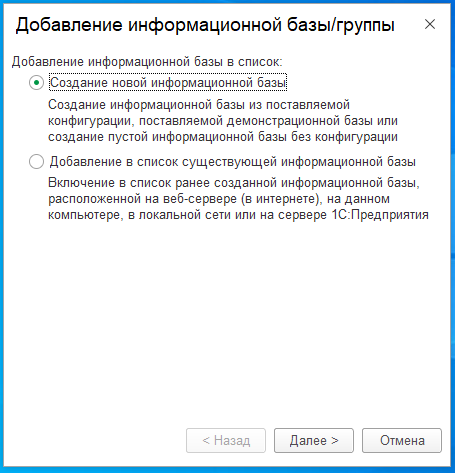 Добавление информационной базы/группы
Добавление информационной базы в список:
Создание новой информационной базы
Создание информационной базы из поставляемой
конфигурации, поставляемой демонстрационной базы или
создание пустой информационной базы без конфигурации
Добавление в список существующей информационной базы
Включение в список ранее созданной информационной базы,
расположенной на веб-сервере (в интернете), на данном
компьютере, в локальной сети или на сервере 1С:Предприятия
< Назад
Далее >
Отмена